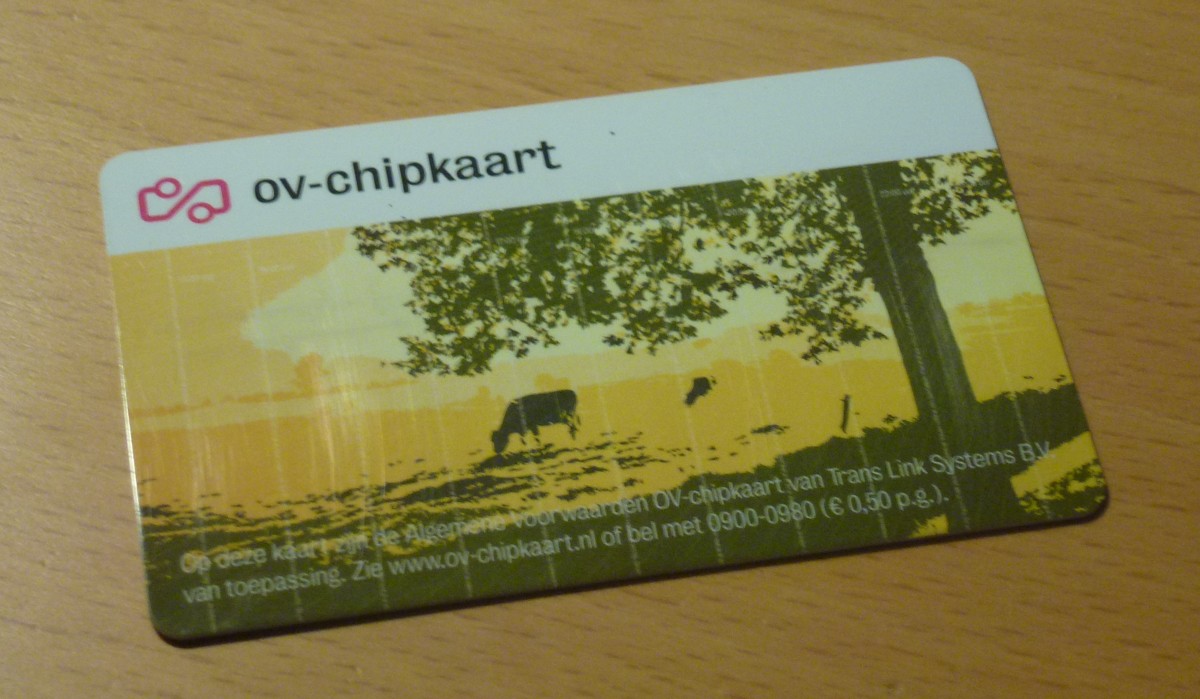 ov-chipkaart
Op deze kaart zijn de Algemene Voorwaarden OV-chipkaart van Trans Link Systems B.V.
van toepassing. Zie www.ov-chipkaart.nl of bel met 0900-0980 (€ 0,50 p.g.).